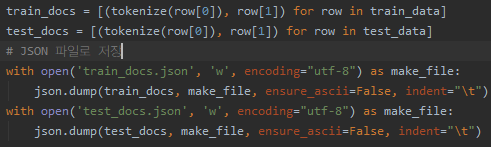 train_docs = [(tokenize(row[0]), row[1]) for row in train_data]
test_docs = [(tokenize(row[0]), row[1]) for row in test_data]
# JSON 파일로 저장
with open('train_docs.json', 'w', encoding="utf-8") as make_file:
    json.dump(train_docs, make_file, ensure_ascii=False, indent="\t")
with open('test_docs.json', 'w', encoding="utf-8") as make_file:
    json.dump(test_docs, make_file, ensure_ascii=False, indent="\t")